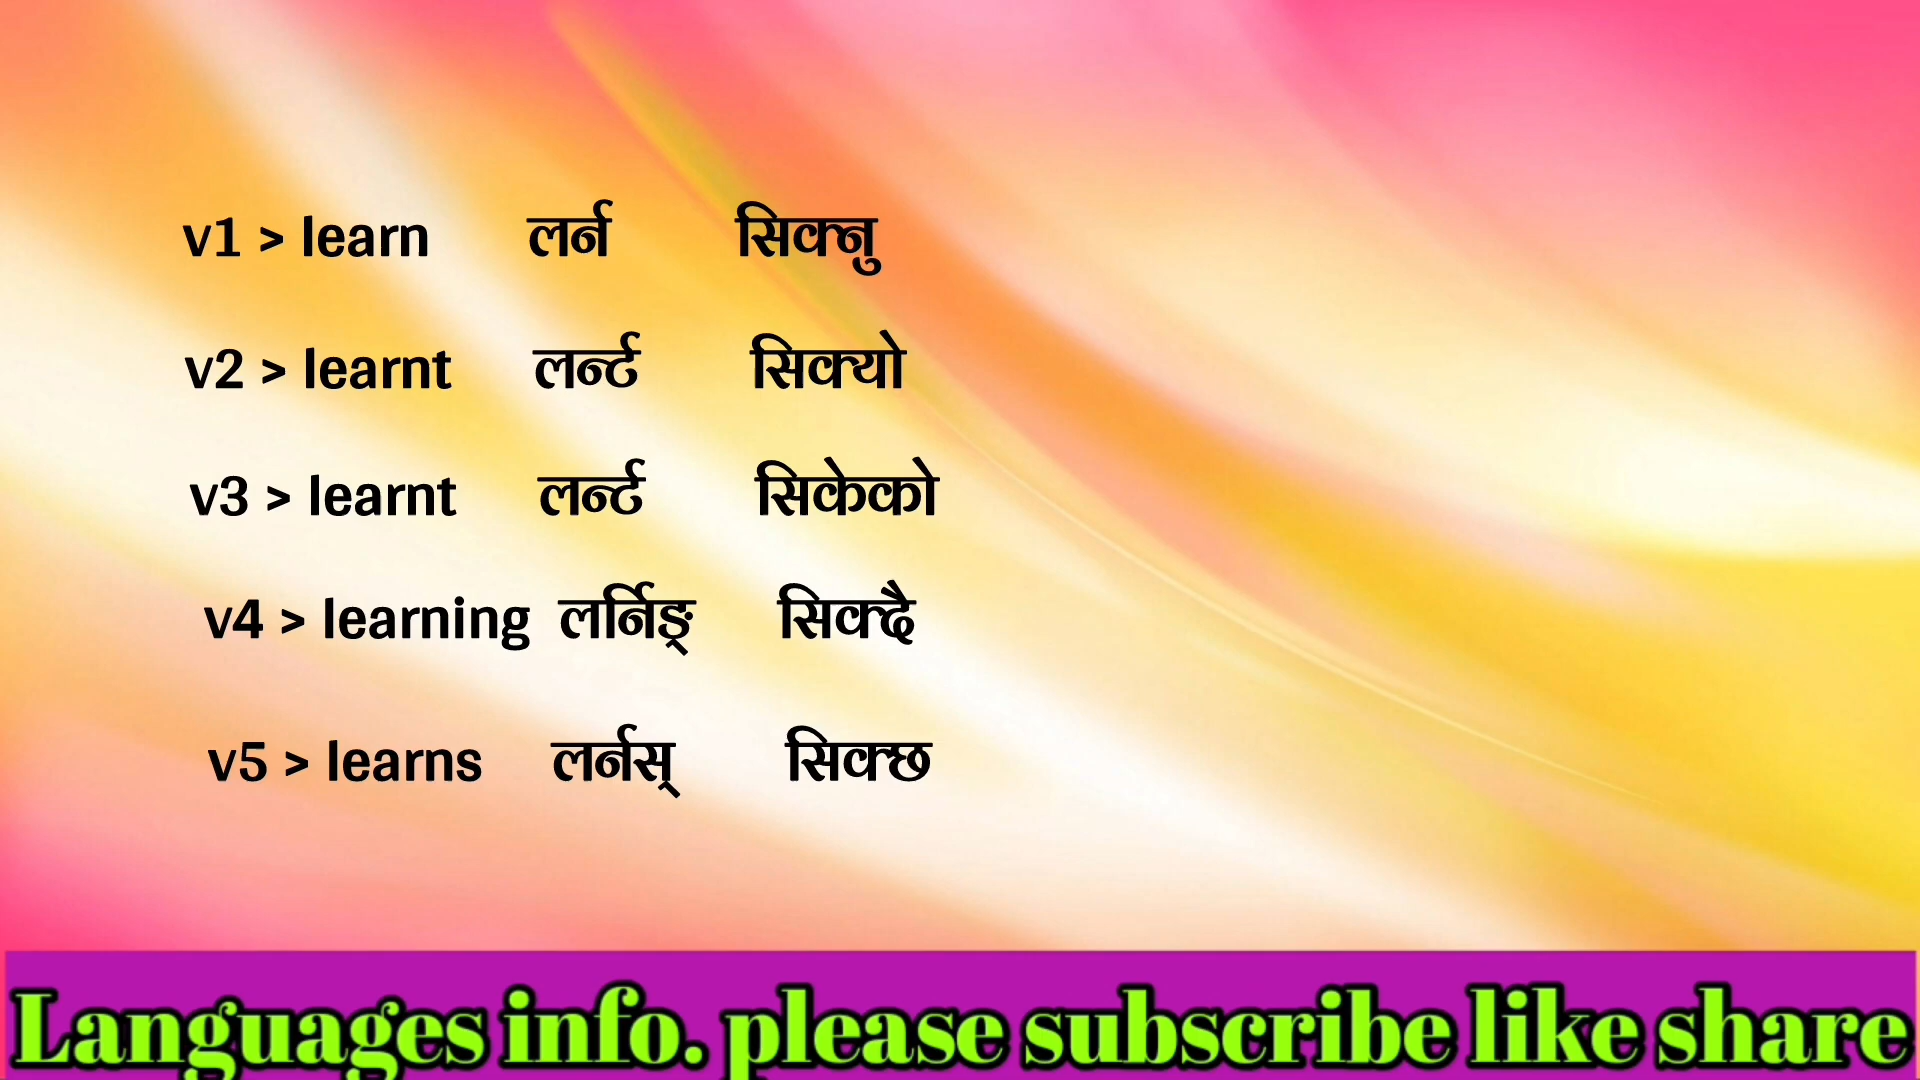 v1 > learn लर्न सिक्नु
v2 > learnt लर्न्ट सिक्यो
v3 > learnt लर्न्ट सिकेको
v4 > learning लर्निङ् सिक्दै
v5 > learns लर्नस् सिक्छ
Languages info. please subscribe like share